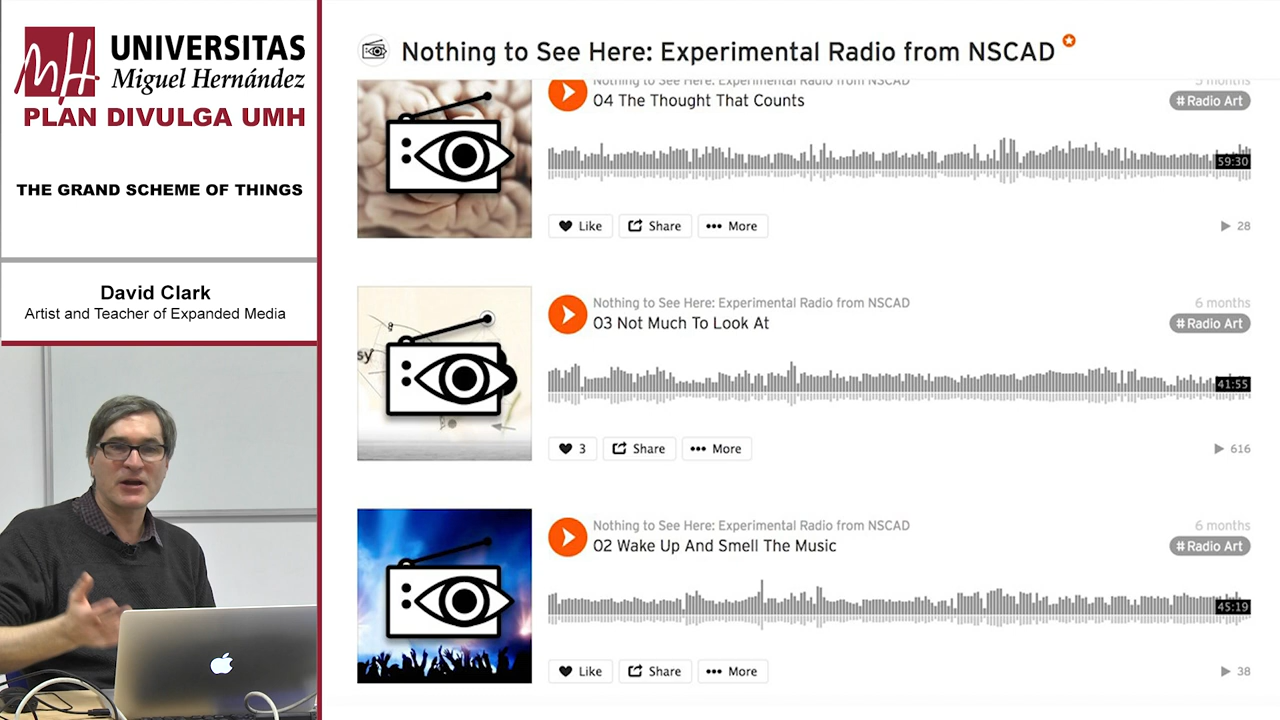 UNIVERSITAS
Miguel Hernández
PLAN DIVULGA UMH
THE GRAND SCHEME OF THINGS
David Clark
Artist and Teacher of Expanded Media
Nothing to See Here: Experimental Radio from NSCAD
Nothing to See Here: Experimental Radio from NSCAD
5 months
04 The Thought That Counts
# Radio Art
59:30
Like
Share
More
28
Nothing to See Here: Experimental Radio from NSCAD
6 months
03 Not Much To Look At
# Radio Art
sy
41:55
3
Share
More
616
Nothing to See Here: Experimental Radio from NSCAD
6 months
02 Wake Up And Smell The Music
# Radio Art
45:19
Like
Share
More
38